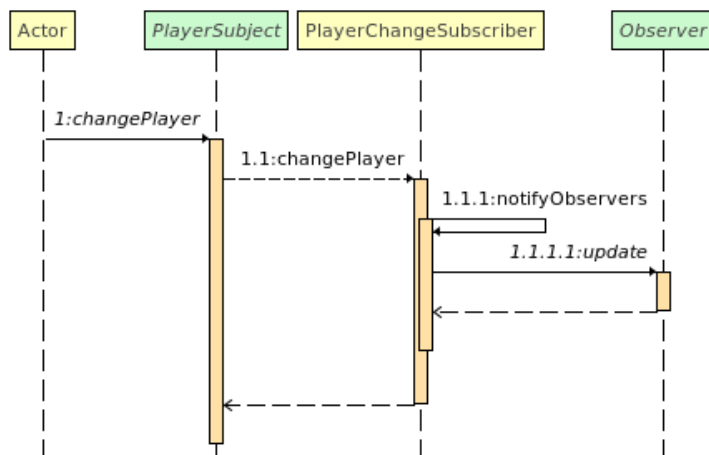 Actor
PlayerSubject
PlayerChangeSubscriber
Observer
1:changePlayer
1.1:changePlayer
1.1.1:notifyObservers
1.1.1.1:update